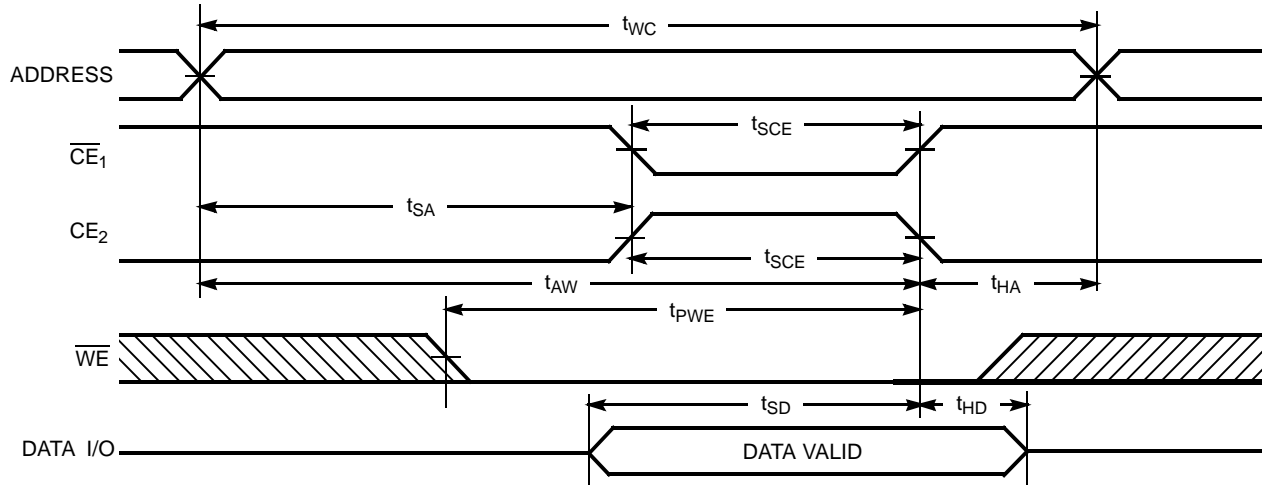 tWC
ADDRESS
tSCE
CE1
tSA
CE2
tSCE
tAW
tHA
tPWE
WE
tSD
tHD
DATA I/O
DATA VALID